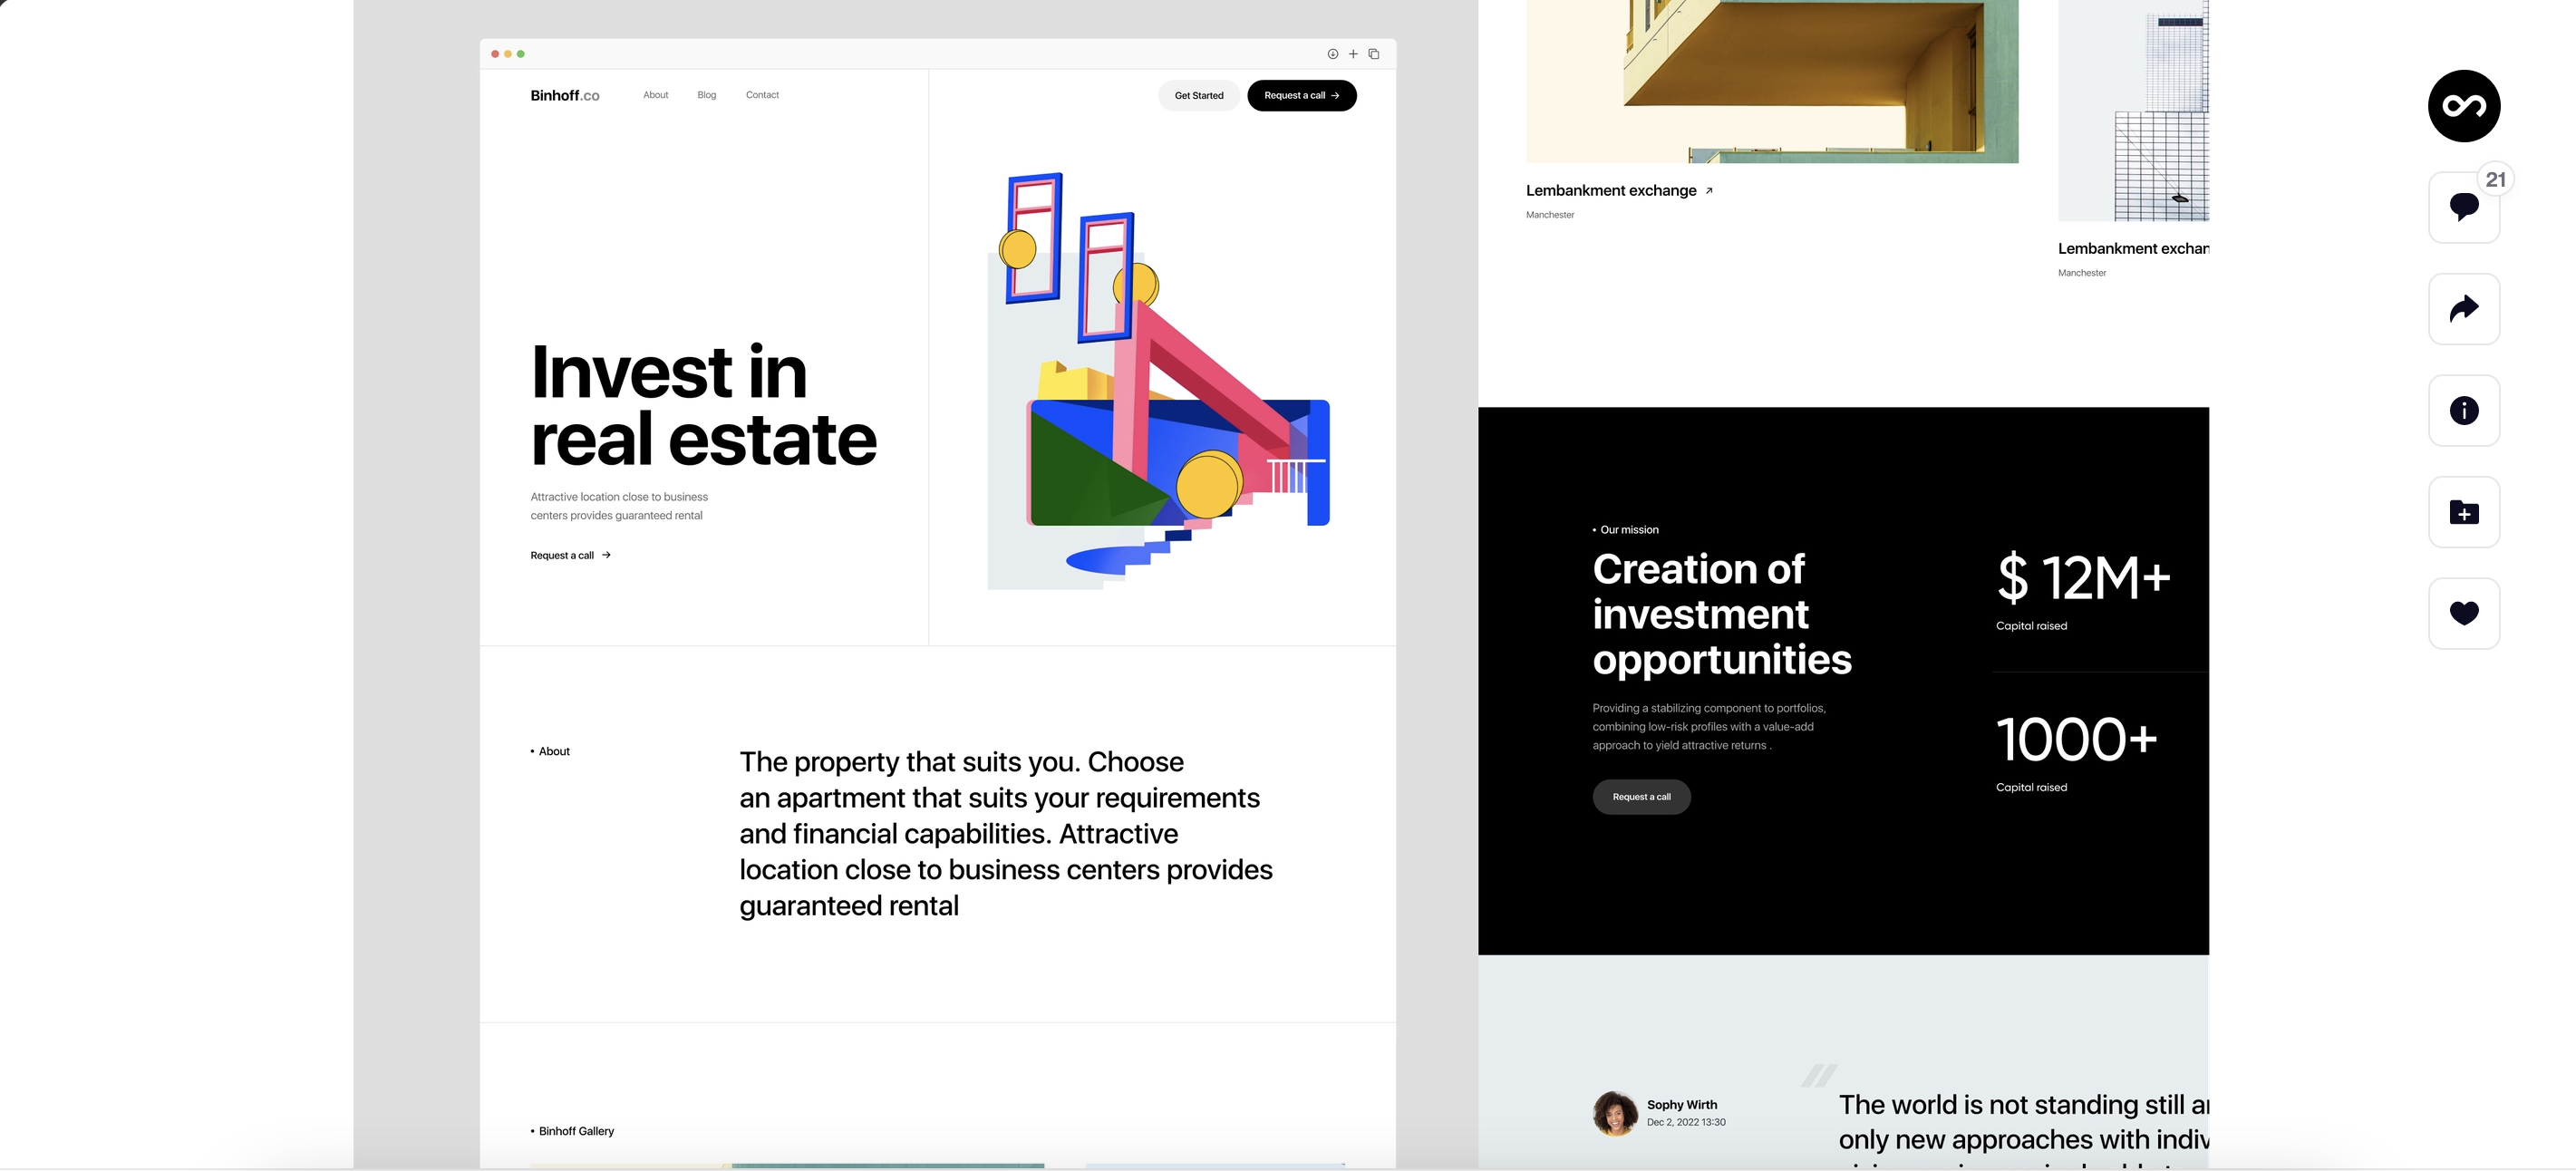 Binhoff.co
About
Blog
Contact
Get Started
Request a call
Invest in
real estate
Attractive location close to business
centers provides guaranteed rental
Request a call
• About
The property that suits you. Choose
an apartment that suits your requirements
and financial capabilities. Attractive
location close to business centers provides
guaranteed rental
• Binhoff Gallery
Lembankment exchange
Manchester
Lembankment exchan
Manchester
• Our mission
Creation of
investment
opportunities
Providing a stabilizing component to portfolios,
combining low-risk profiles with a value-add
approach to yield attractive returns .
Request a call
$ 12M+
Capital raised
1000+
Capital raised
Sophy Wirth
Dec 2, 2022 13:30
The world is not standing still a
only new approaches with indiv
21